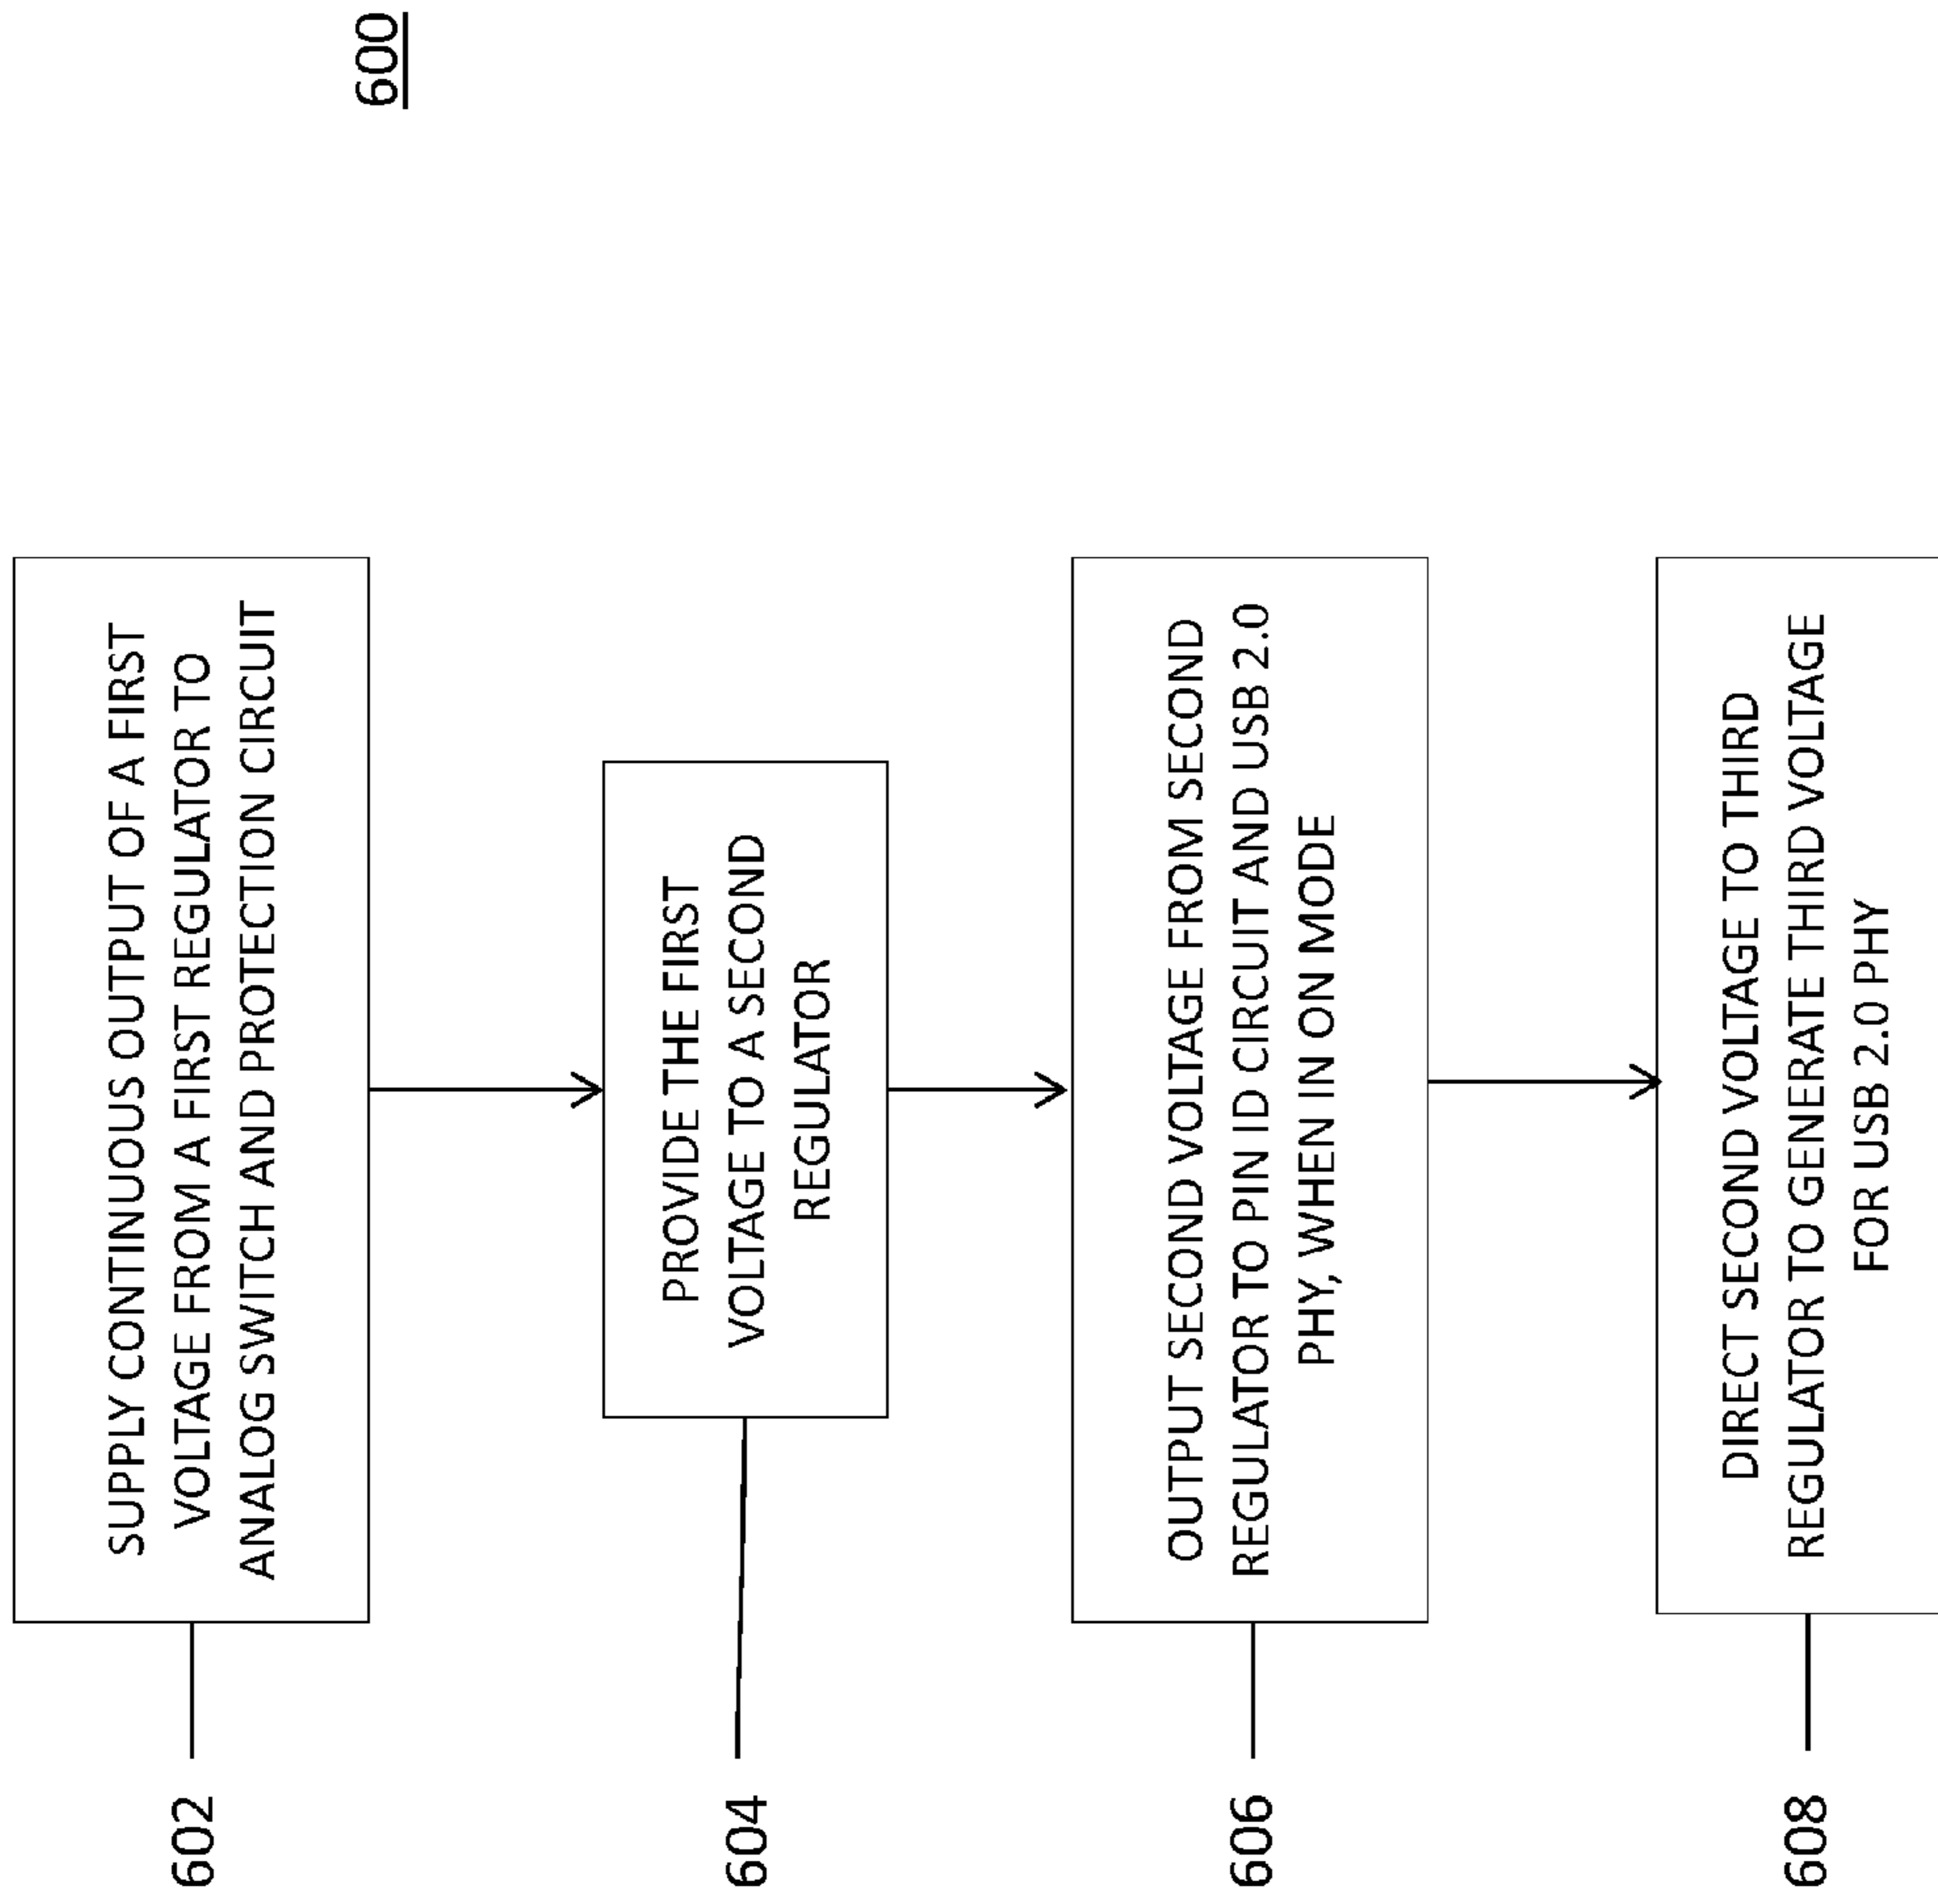 600
602
SUPPLY CONTINUOUS OUTPUT OF A FIRST
VOLTAGE FROM A FIRST REGULATOR TO
ANALOG SWITCH AND PROTECTION CIRCUIT
604
PROVIDE THE FIRST
VOLTAGE TO A SECOND
REGULATOR
606
OUTPUT SECOND VOLTAGE FROM SECOND
REGULATOR TO PIN ID CIRCUIT AND USB 2.0
PHY, WHEN IN ON MODE
608
DIRECT SECOND VOLTAGE TO THIRD
REGULATOR TO GENERATE THIRD VOLTAGE
FOR USB 2.0 PHY